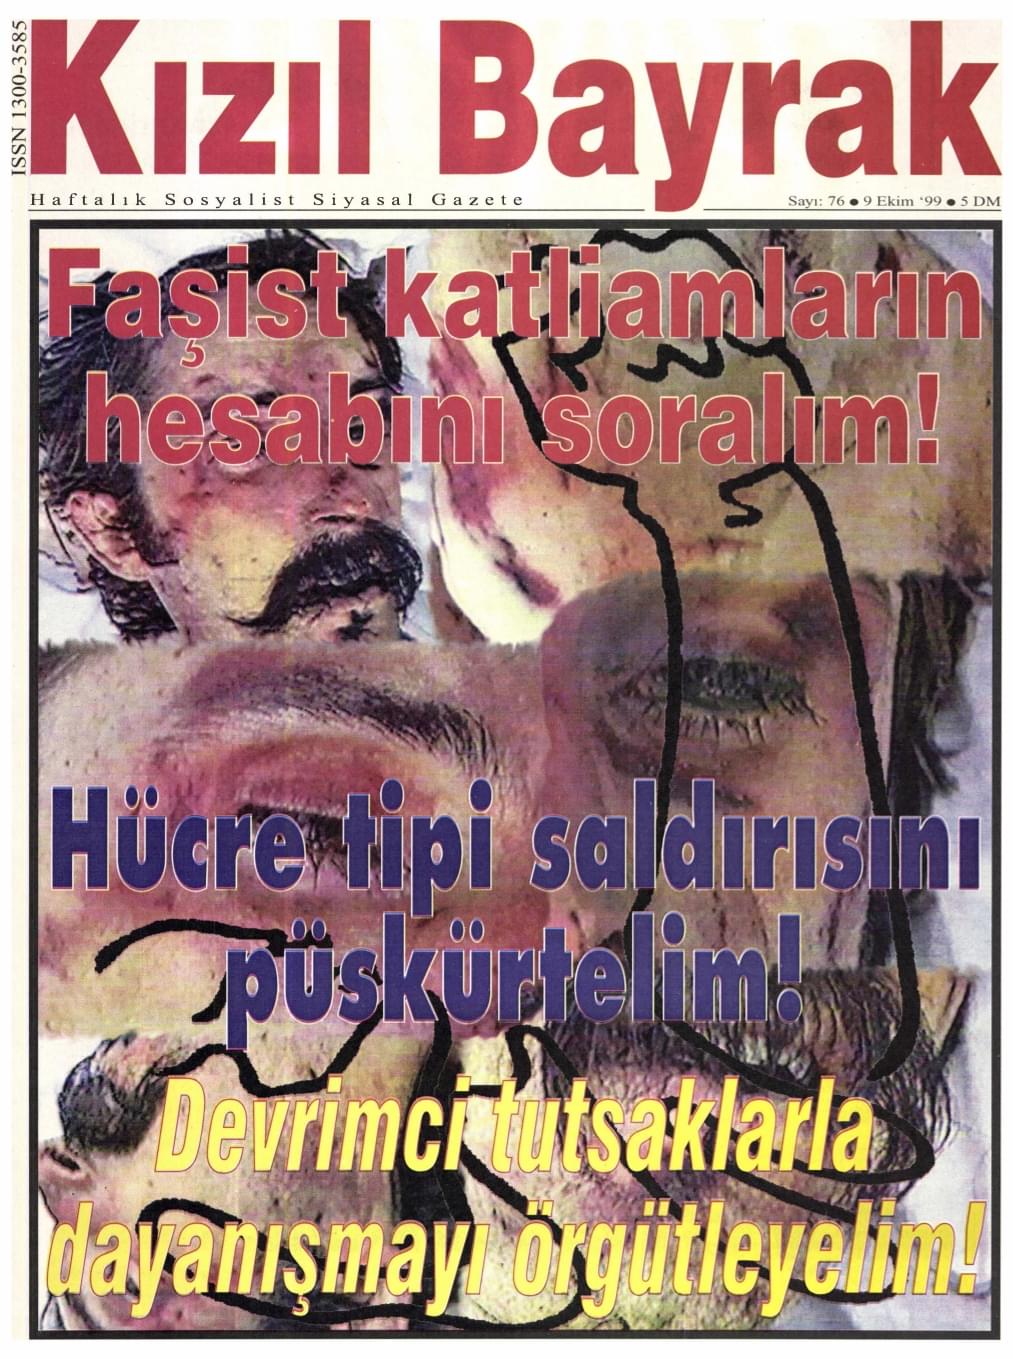 ISSN 1300-3585
Kızıl Bayrak
Haftalık Sosyalist Siyasal Gazete
Sayı: 76 ● 9 Ekim ‘99 ● 5 DM
Faşist katliamların
hesabını soralım!
Hücre tipi saldırısını
püskürtelim!
Devrimci tutsaklarla
dayanışmayı örgütleyelim!